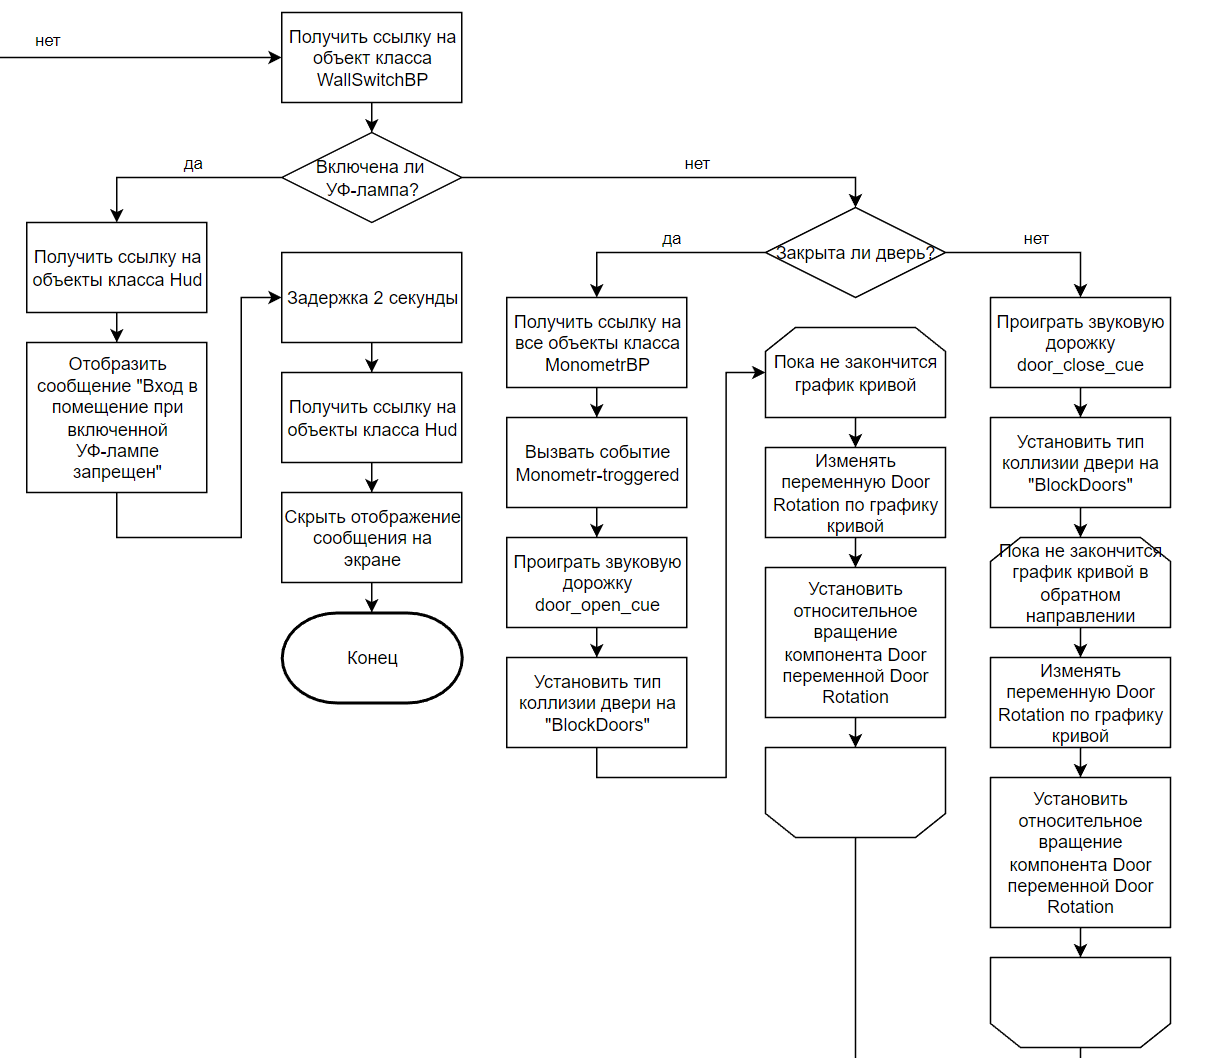 нет
Получить ссылку на
объект класса
WallSwitchBP
Включена ли
УФ-лампа?
да
нет
Получить ссылку на
объекты класса Hud
Отобразить
сообщение "Вход в
помещение при
включенной
УФ-лампе
запрещен"
Задержка 2 секунды
Получить ссылку на
объекты класса Hud
Скрыть отображение
сообщения на
экране
Конец
Закрыта ли дверь?
да
нет
Получить ссылку на
все объекты класса
MonometrBP
Вызвать событие
Monometr-troggered
Проиграть звуковую
дорожку
door_open_cue
Установить тип
коллизии двери на
"BlockDoors"
Пока не закончится
график кривой
Изменять
переменную Door
Rotation по графику
кривой
Установить
относительное
вращение
компонента Door
переменной Door
Rotation
Проиграть звуковую
дорожку
door_close_cue
Установить тип
коллизии двери на
"BlockDoors"
Пока не закончится
график кривой в
обратном
направлении
Изменять
переменную Door
Rotation по графику
кривой
Установить
относительное
вращение
компонента Door
переменной Door
Rotation